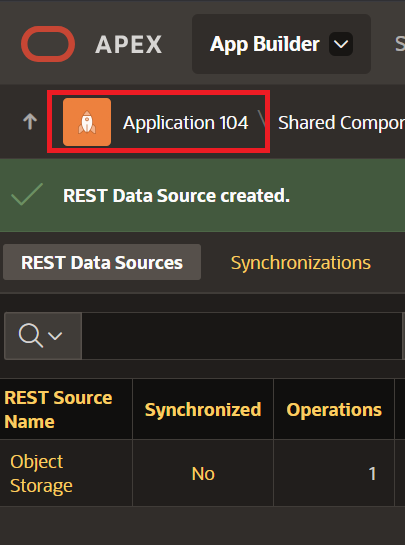 APEX App Builder S
Application 104 \ Shared Compo
REST Data Source created.
REST Data Sources Synchronizations
REST Source Name Synchronized Operations
Object Storage No 1